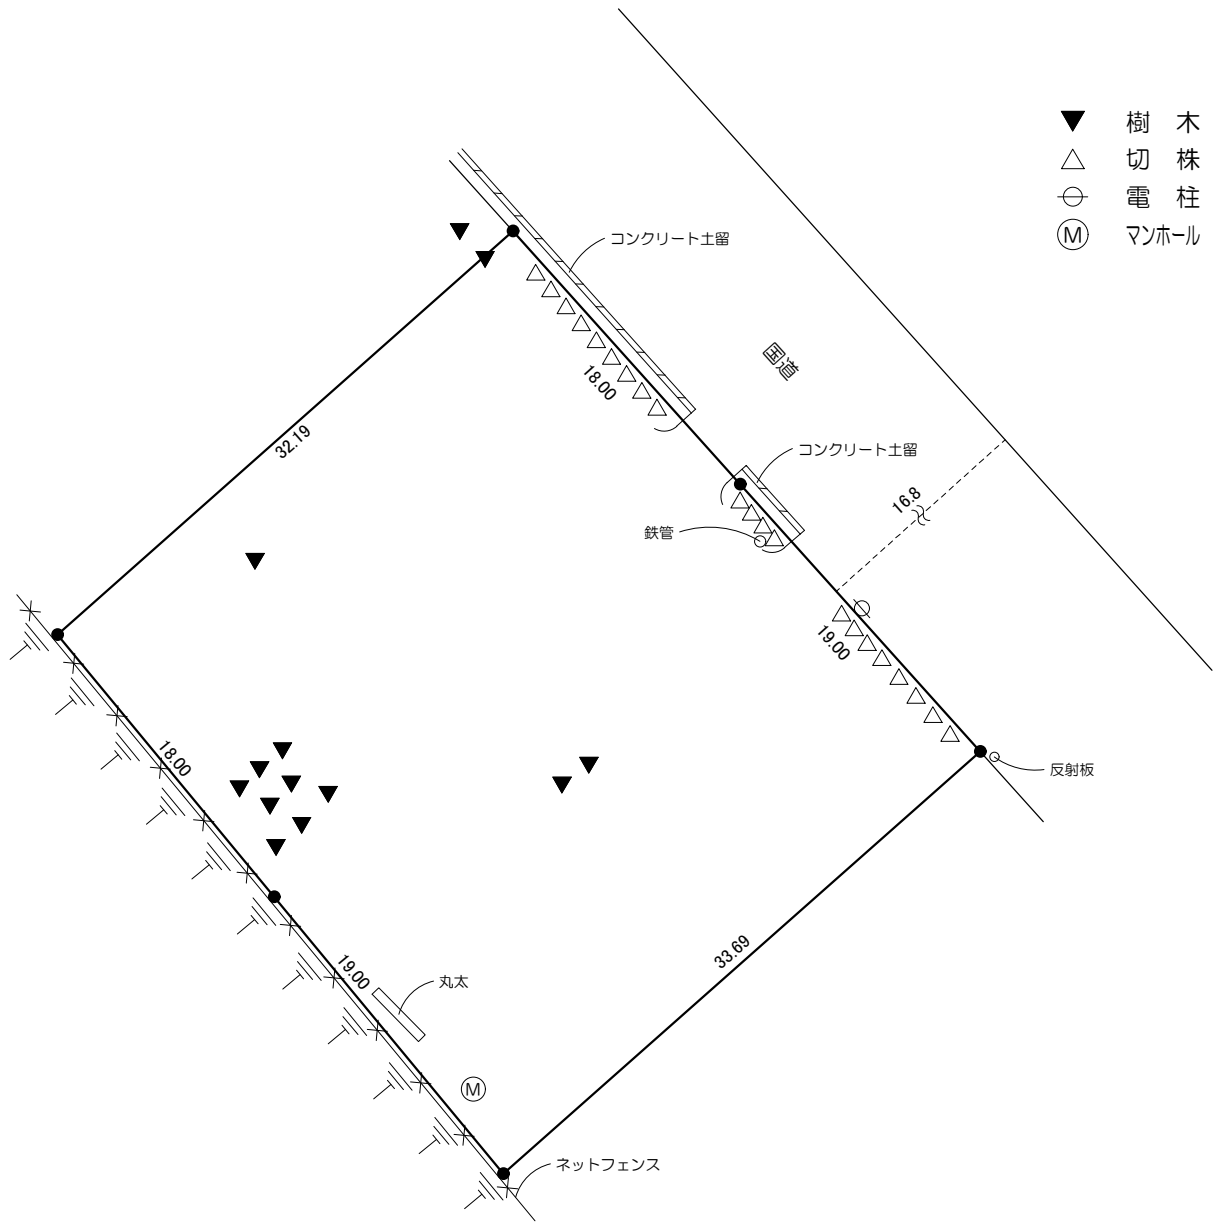 樹 木
切 株
電 柱
Ⓜ マンホール
コンクリート土留
国道
18.00
32.19
コンクリート土留
16.8
鉄管
19.00
18.00
反射板
33.69
19.00
丸太
Ⓜ
ネットフェンス